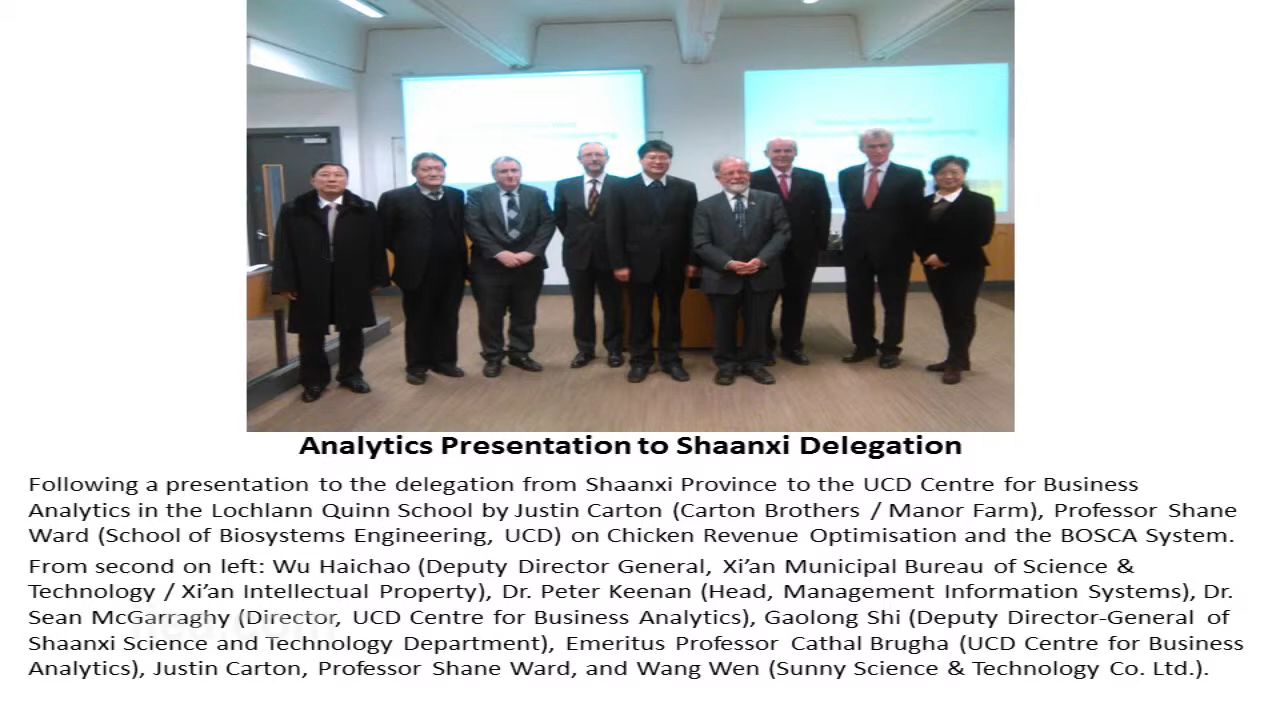 Analytics Presentation to Shaanxi Delegation
Following a presentation to the delegation from Shaanxi Province to the UCD Centre for Business
Analytics in the Lochlann Quinn School by Justin Carton (Carton Brothers / Manor Farm), Professor Shane
Ward (School of Biosystems Engineering, UCD) on Chicken Revenue Optimisation and the BOSCA System.
From second on left: Wu Haichao (Deputy Director General, Xi’an Municipal Bureau of Science &
Technology / Xi’an Intellectual Property), Dr. Peter Keenan (Head, Management Information Systems), Dr.
Sean McGarraghy (Director, UCD Centre for Business Analytics), Gaolong Shi (Deputy Director-General of
Shaanxi Science and Technology Department), Emeritus Professor Cathal Brugha (UCD Centre for Business
Analytics), Justin Carton, Professor Shane Ward, and Wang Wen (Sunny Science & Technology Co. Ltd.).